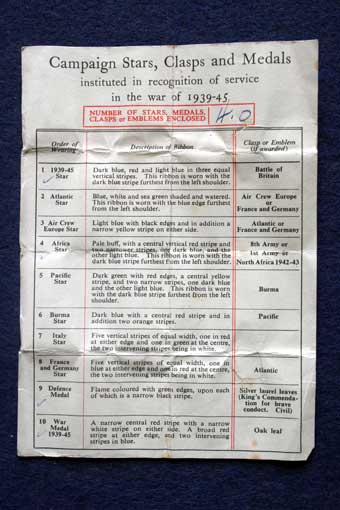 Campaign Stars, Clasps and Medals
instituted in recognition of service
in the war of 1939-45
NUMBER OF STARS, MEDALS,
CLASPS or EMBLEMS ENCLOSED
4.0
Order of
Wearing
Description of Ribbon
Clasp or Emblem
(if awarded)
1 1939-45
Star
Dark blue, red and light blue in three equal
vertical stripes. This ribbon is worn with the
dark blue stripe furthest from the left shoulder.
Battle of
Britain
2 Atlantic
Star
Blue, white and sea green shaded and watered.
This ribbon is worn with the blue edge furthest
from the left shoulder.
Air Crew Europe
or
France and Germany
3 Air Crew
Europe Star
Light blue with black edges and in addition a
narrow yellow stripe on either side.
Atlantic or
France and Germany
4 Africa
Star
Pale buff, with a central vertical red stripe and
two narrower stripes, one dark blue, and the
other light blue. This ribbon is worn with the
dark blue stripe furthest from the left shoulder.
8th Army or
1st Army or
North Africa 1942-43
5 Pacific
Star
Dark green with red edges, a central yellow
stripe, and two narrow stripes, one dark blue
and the other light blue. This ribbon is worn
with the dark blue stripe furthest from the left
shoulder.
Burma
6 Burma
Star
Dark blue with a central red stripe and in
addition two orange stripes.
Pacific
7 Italy
Star
Five vertical stripes of equal width, one in red
at either edge and one in green at the centre,
the two intervening stripes being in white.
8 France
and Germany
Star
Five vertical stripes of equal width, one in
blue at either edge and one in red at the centre,
the two intervening stripes being in white.
Atlantic
9 Defence
Medal
Flame coloured with green edges, upon each
of which is a narrow black stripe.
Silver laurel leaves
(King's Commenda-
tion for brave
conduct. Civil)
10 War
Medal
1939-45
A narrow central red stripe with a narrow
white stripe on either side. A broad red
stripe at either edge, and two intervening
stripes in blue.
Oak leaf